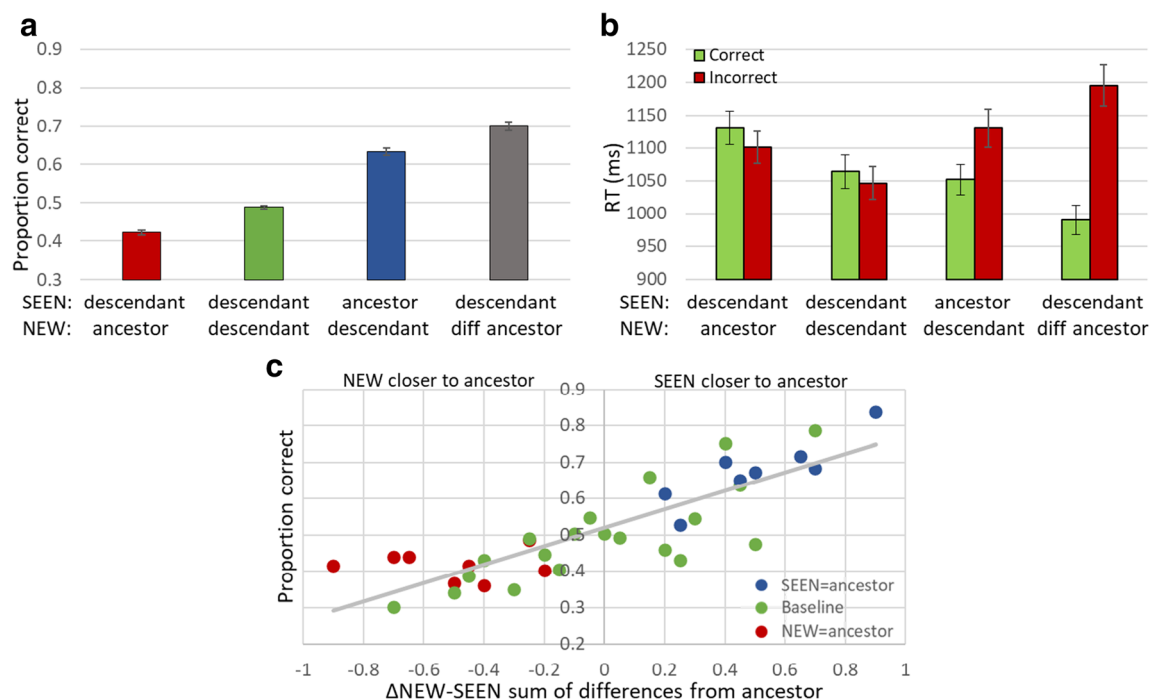 a
0.9
0.8
0.7
0.6
0.5
0.4
0.3
Proportion correct
SEEN: descendant descendant ancestor descendant
NEW: ancestor descendant descendant diff ancestor
b
1250
1200
1150
1100
1050
1000
950
900
RT (ms)
Correct
Incorrect
SEEN: descendant descendant ancestor descendant
NEW: ancestor descendant descendant diff ancestor
c
NEW closer to ancestor SEEN closer to ancestor
0.9
0.8
0.7
0.6
0.5
0.4
0.3
0.2
Proportion correct
SEEN=ancestor
Baseline
NEW=ancestor
-1 -0.8 -0.6 -0.4 -0.2 0 0.2 0.4 0.6 0.8 1
ΔNEW-SEEN sum of differences from ancestor